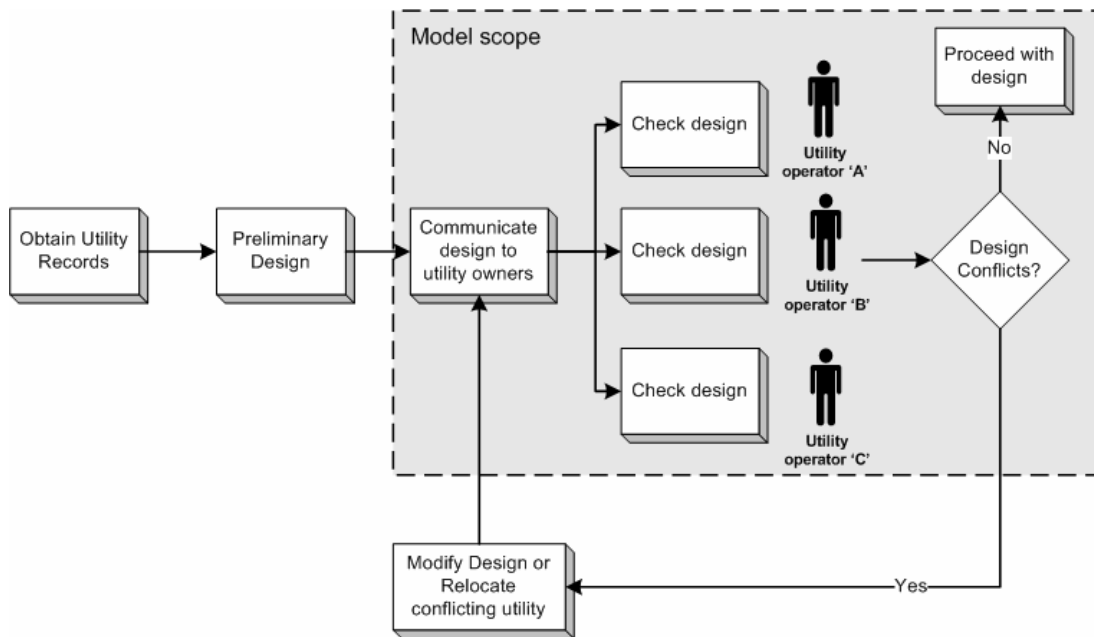 Model scope
Proceed with
design
Check design
Utility
operator ‘A’
No
Obtain Utility
Records
Preliminary
Design
Communicate
design to
utility owners
Check design
Utility
operator ‘B’
Design
Conflicts?
Check design
Utility
operator ‘C’
Modify Design or
Relocate
conflicting utility
Yes